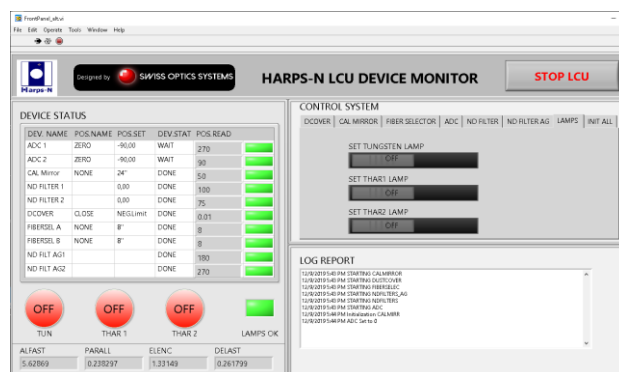 FrontPanel_alt.vi
File Edit Operate Tools Window Help
Harps-N
Designed by SWISS OPTICS SYSTEMS
HARPS-N LCU DEVICE MONITOR
STOP LCU
DEVICE STATUS
DEV. NAME POS.NAME POS.SET DEV.STAT POS.READ
ADC 1 ZERO -90,00 WAIT 270
ADC 2 ZERO -90,00 WAIT 90
CAL Mirror NONE 24" DONE 50
ND FILTER 1 0,00 DONE 100
ND FILTER 2 0,00 DONE 75
DCOVER CLOSE NEG.Limit DONE 0.01
FIBERSEL A NONE 8" DONE 8
FIBERSEL B NONE 8" DONE 8
ND FILT AG1 DONE 180
ND FILT AG2 DONE 270
OFF OFF OFF
TUN THAR 1 THAR 2 LAMPS OK
ALFAST PARALL ELENC DELAST
5.62869 0.238297 1.33149 0.261799
CONTROL SYSTEM
DCOVER CAL MIRROR FIBER SELECTOR ADC ND FILTER ND FILTER AG LAMPS INIT ALL
SET TUNGSTEN LAMP
OFF
SET THAR1 LAMP
OFF
SET THAR2 LAMP
OFF
LOG REPORT
12/9/2019 5:43 PM STARTING CALMIRROR
12/9/2019 5:43 PM STARTING DUSTCOVER
12/9/2019 5:43 PM STARTING FIBERSELEC
12/9/2019 5:43 PM STARTING NDFILTERS_AG
12/9/2019 5:43 PM STARTING NDFILTERS
12/9/2019 5:43 PM STARTING ADC
12/9/2019 5:44 PM Initialization CALMIRR
12/9/2019 5:44 PM ADC Set to 0